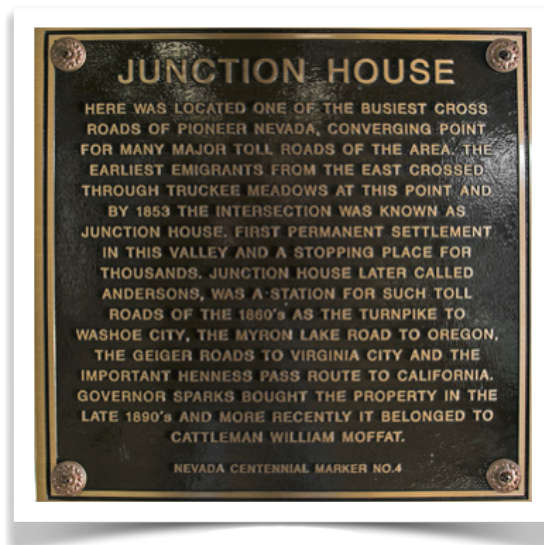 JUNCTION HOUSE
HERE WAS LOCATED ONE OF THE BUSIEST CROSS
ROADS OF PIONEER NEVADA, CONVERGING POINT
FOR MANY MAJOR TOLL ROADS OF THE AREA. THE
EARLIEST EMIGRANTS FROM THE EAST CROSSED
THROUGH TRUCKEE MEADOWS AT THIS POINT AND
BY 1853 THE INTERSECTION WAS KNOWN AS
JUNCTION HOUSE. FIRST PERMANENT SETTLEMENT
IN THIS VALLEY AND A STOPPING PLACE FOR
THOUSANDS. JUNCTION HOUSE LATER CALLED
ANDERSONS, WAS A STATION FOR SUCH TOLL
ROADS OF THE 1860's AS THE TURNPIKE TO
WASHOE CITY, THE MYRON LAKE ROAD TO OREGON,
THE GEIGER ROADS TO VIRGINIA CITY AND THE
IMPORTANT HENNESS PASS ROUTE TO CALIFORNIA.
GOVERNOR SPARKS BOUGHT THE PROPERTY IN THE
LATE 1890's AND MORE RECENTLY IT BELONGED TO
CATTLEMAN WILLIAM MOFFAT.
NEVADA CENTENNIAL MARKER NO.4